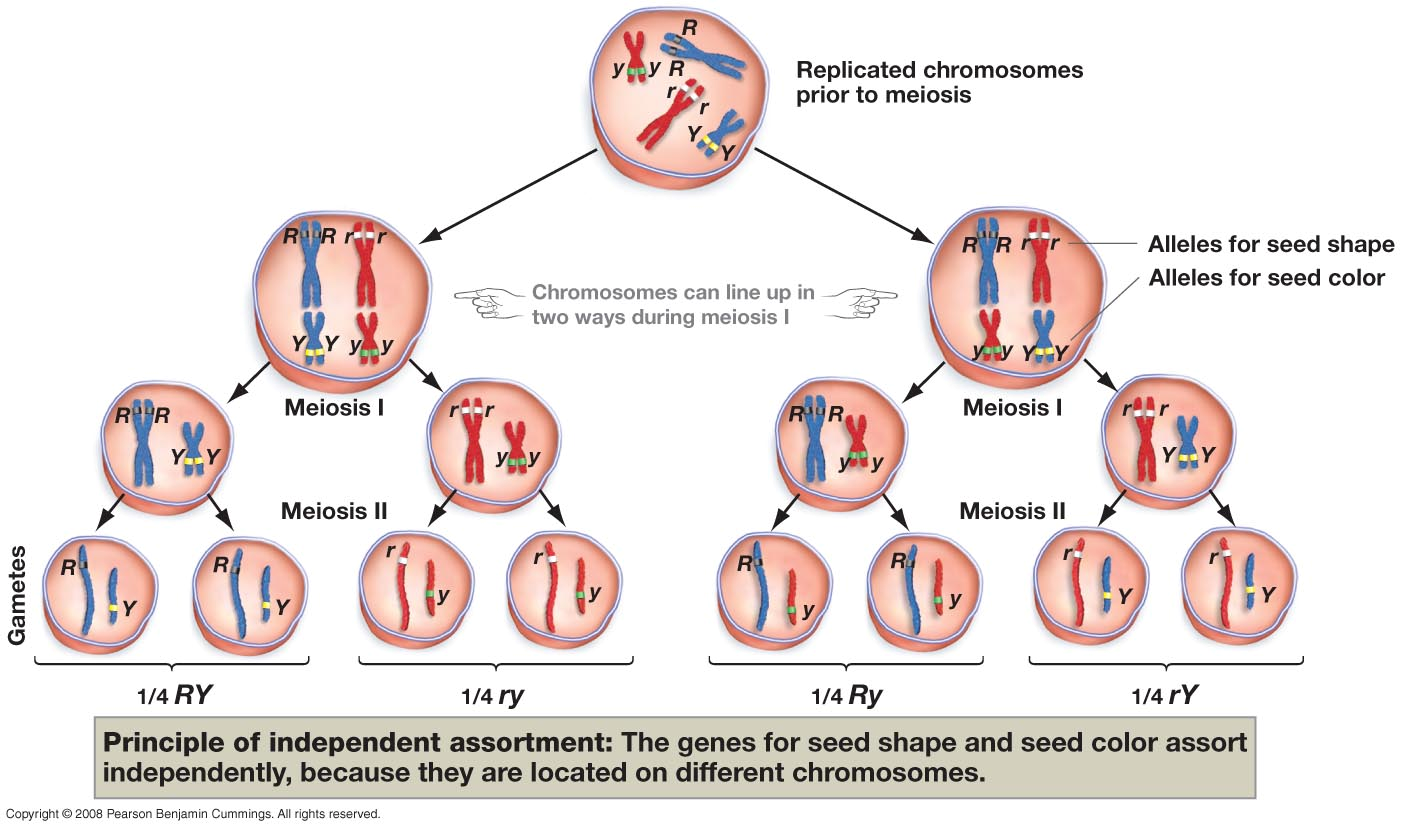 R
y y R
r
r
Y
Y
Replicated chromosomes
prior to meiosis
R R r r
Y Y y y
Chromosomes can line up in
two ways during meiosis I
R R r r
y y Y Y
Alleles for seed shape
Alleles for seed color
Meiosis I
Meiosis I
R R
Y Y
r r
y y
R R
y y
r r
Y Y
Meiosis II
Meiosis II
Gametes
R Y
R Y
r y
r y
R y
R y
r Y
r Y
1/4 RY
1/4 ry
1/4 Ry
1/4 rY
Principle of independent assortment: The genes for seed shape and seed color assort
independently, because they are located on different chromosomes.
Copyright © 2008 Pearson Benjamin Cummings. All rights reserved.